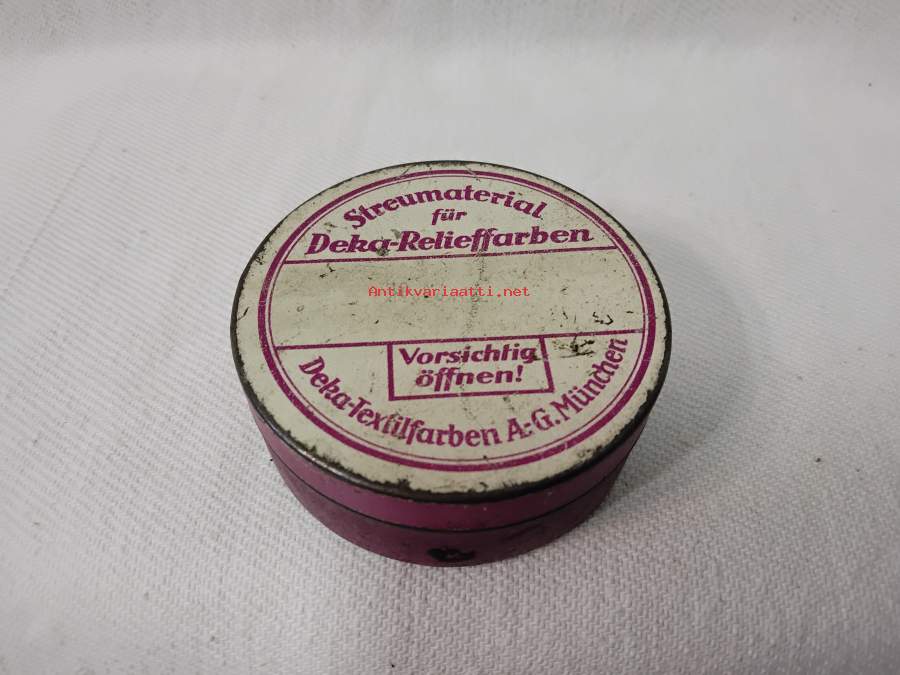 Streumaterial
für
Deka-Relieffarben
Antikvariaatti.net
Vorsichtig
öffnen!
Deka-Textilfarben A.-G. München